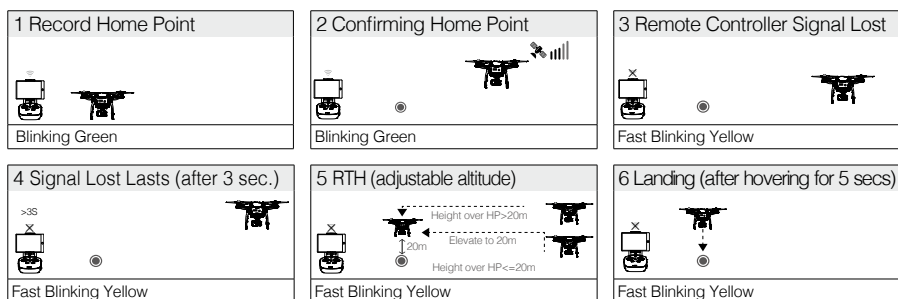 1 Record Home Point
Blinking Green
2 Confirming Home Point
Blinking Green
3 Remote Controller Signal Lost
Fast Blinking Yellow
4 Signal Lost Lasts (after 3 sec.)
>3S
Fast Blinking Yellow
5 RTH (adjustable altitude)
Height over HP>20m
Elevate to 20m
20m
Height over HP<=20m
Fast Blinking Yellow
6 Landing (after hovering for 5 secs)
Fast Blinking Yellow